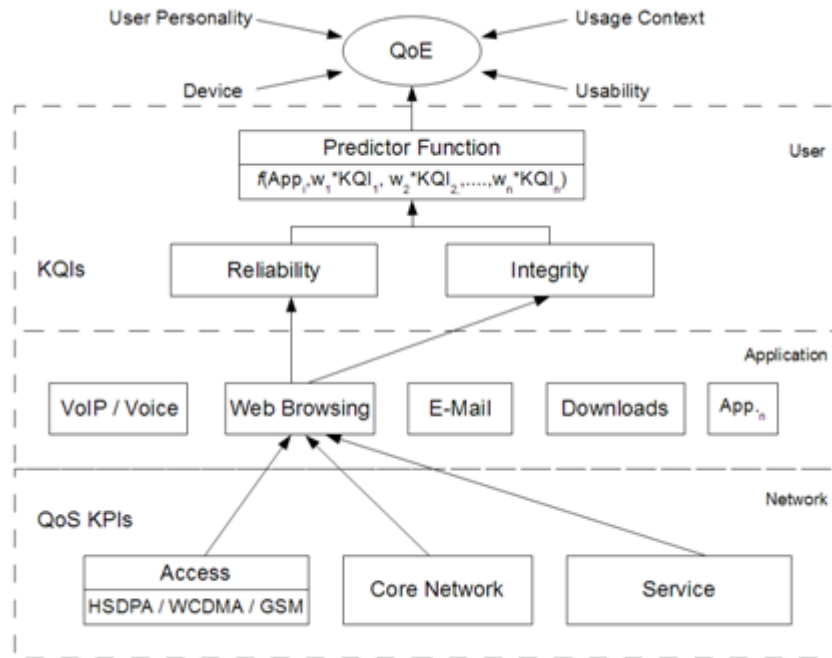 User Personality
Usage Context
QoE
Device
Usability
User
Predictor Function
f(App_i,w_1*KQI_1, w_2*KQI_2,.....,w_n*KQI_n)
KQIs
Reliability
Integrity
Application
VoIP / Voice
Web Browsing
E-Mail
Downloads
App._n
Network
QoS KPIs
Access
HSDPA / WCDMA / GSM
Core Network
Service